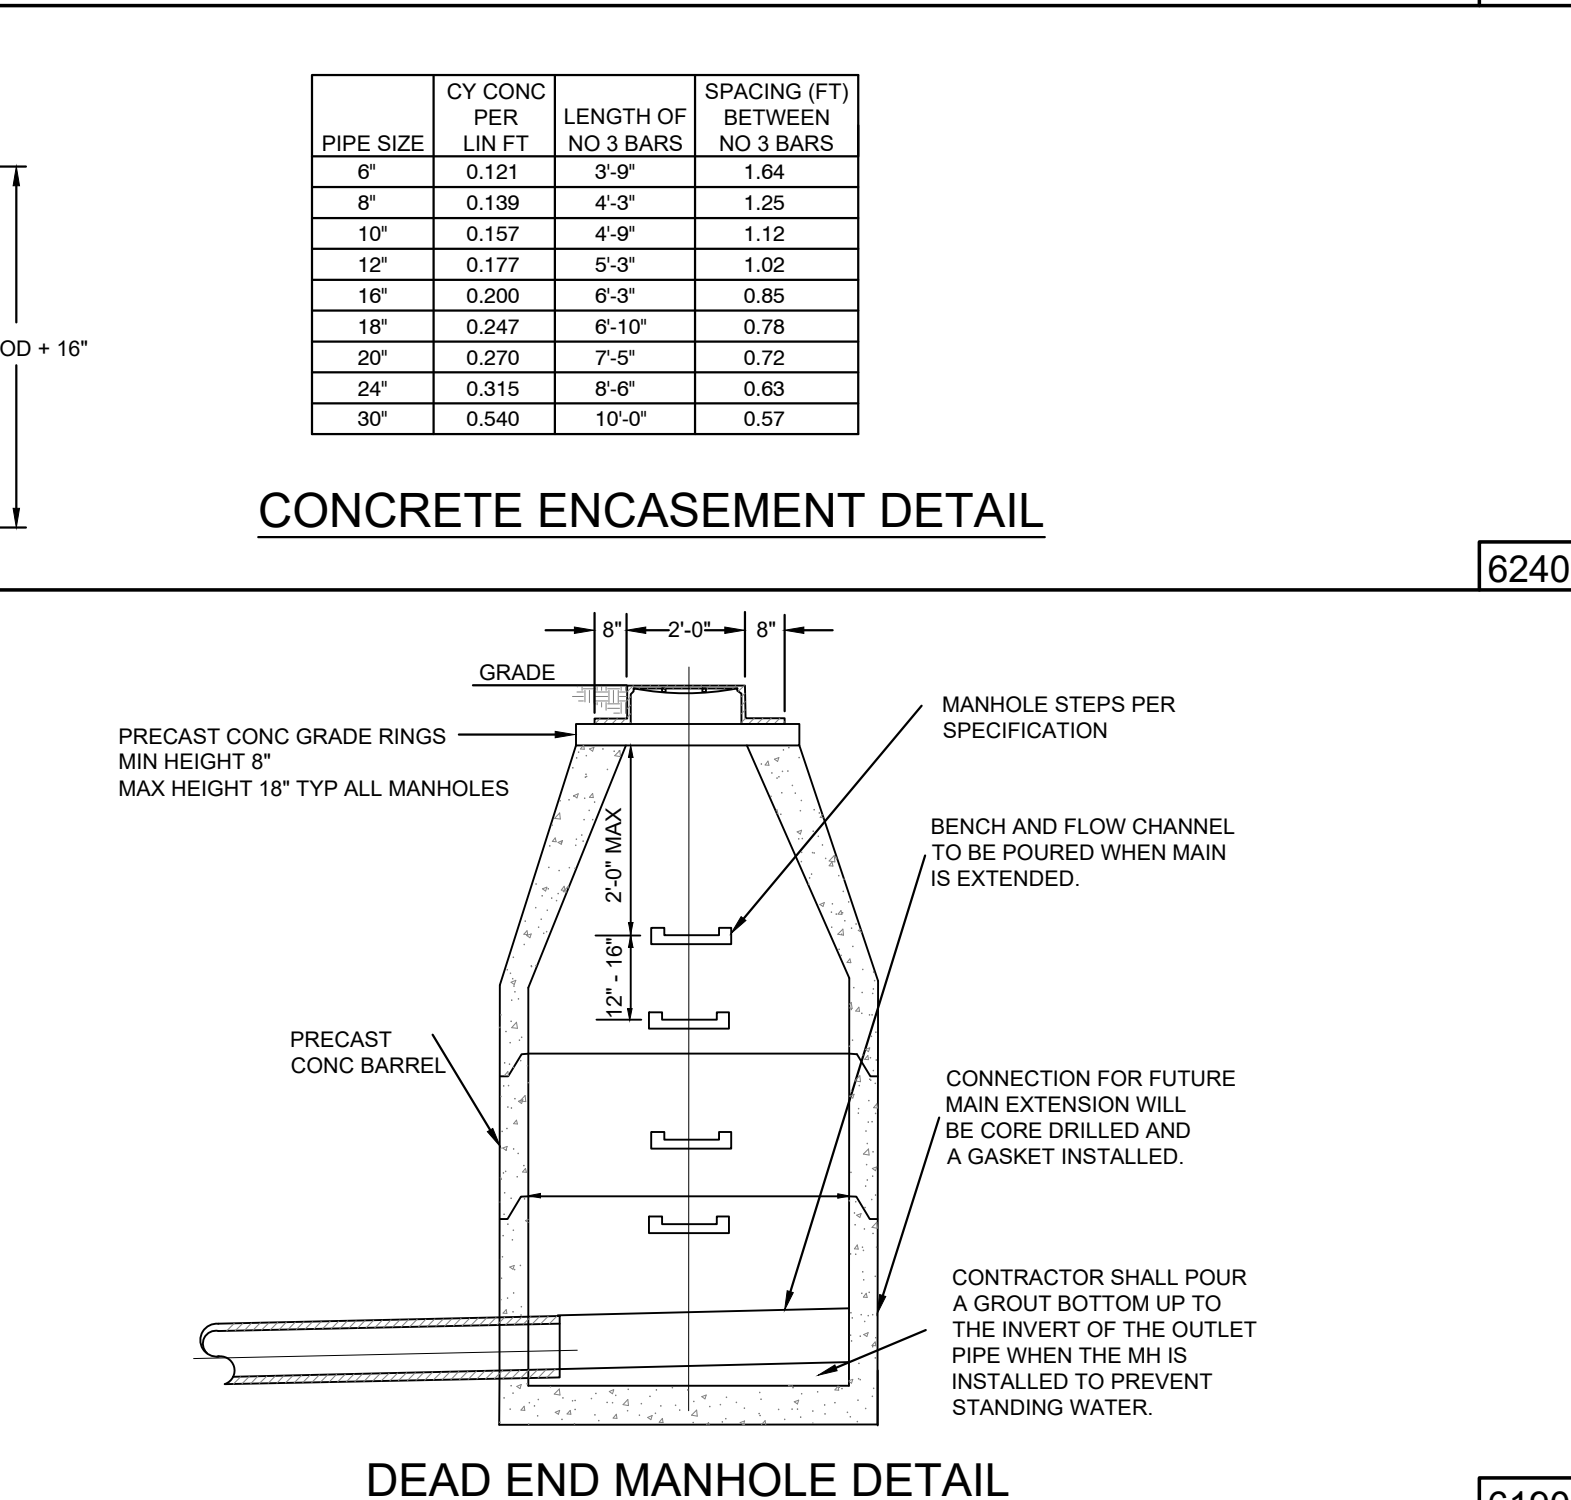 PIPE SIZE
CY CONC
PER
LIN FT
LENGTH OF
NO 3 BARS
SPACING (FT)
BETWEEN
NO 3 BARS
6" 0.121 3'-9" 1.64
8" 0.139 4'-3" 1.25
10" 0.157 4'-9" 1.12
12" 0.177 5'-3" 1.02
16" 0.200 6'-3" 0.85
18" 0.247 6'-10" 0.78
20" 0.270 7'-5" 0.72
24" 0.315 8'-6" 0.63
30" 0.540 10'-0" 0.57
OD + 16"
CONCRETE ENCASEMENT DETAIL
6240
8" 2'-0" 8"
GRADE
PRECAST CONC GRADE RINGS
MIN HEIGHT 8"
MAX HEIGHT 18" TYP ALL MANHOLES
MANHOLE STEPS PER
SPECIFICATION
2'-0" MAX
12" - 16"
BENCH AND FLOW CHANNEL
TO BE POURED WHEN MAIN
IS EXTENDED.
PRECAST
CONC BARREL
CONNECTION FOR FUTURE
MAIN EXTENSION WILL
BE CORE DRILLED AND
A GASKET INSTALLED.
CONTRACTOR SHALL POUR
A GROUT BOTTOM UP TO
THE INVERT OF THE OUTLET
PIPE WHEN THE MH IS
INSTALLED TO PREVENT
STANDING WATER.
DEAD END MANHOLE DETAIL